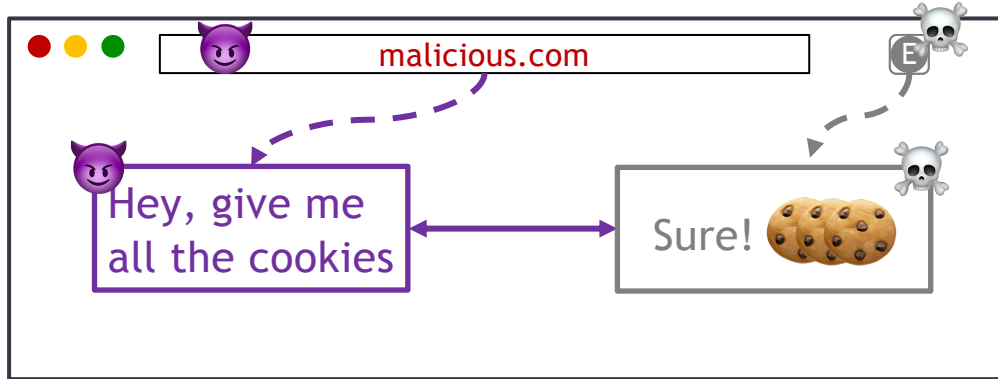 malicious.com
E
Hey, give me
all the cookies
Sure!